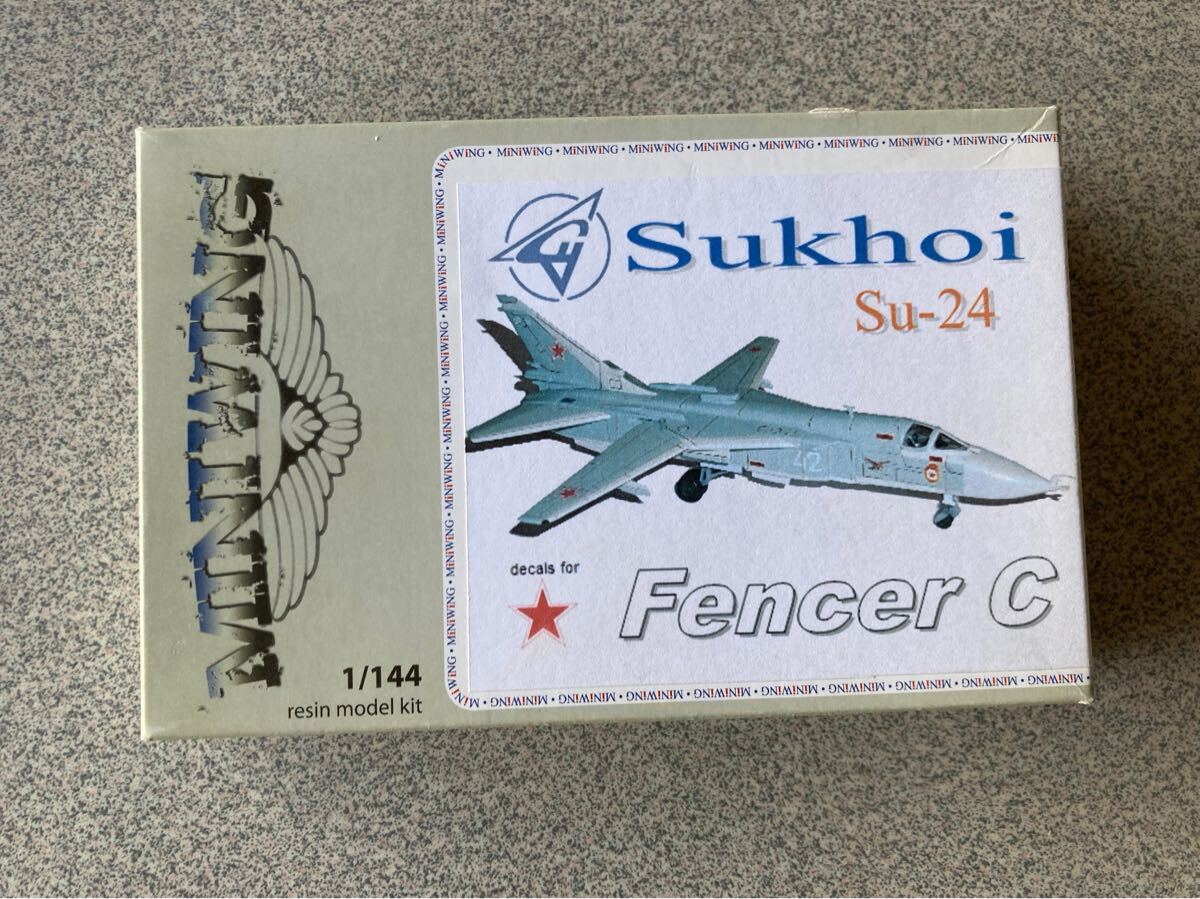 MINIWING
1/144
resin model kit
MiNiWiNG • MiNiWiNG • MiNiWiNG • MiNiWiNG • MiNiWiNG • MiNiWiNG • MiNiWiNG • MiNiWiNG • MiNiWiNG
Sukhoi
Su-24
42
decals for
Fencer C